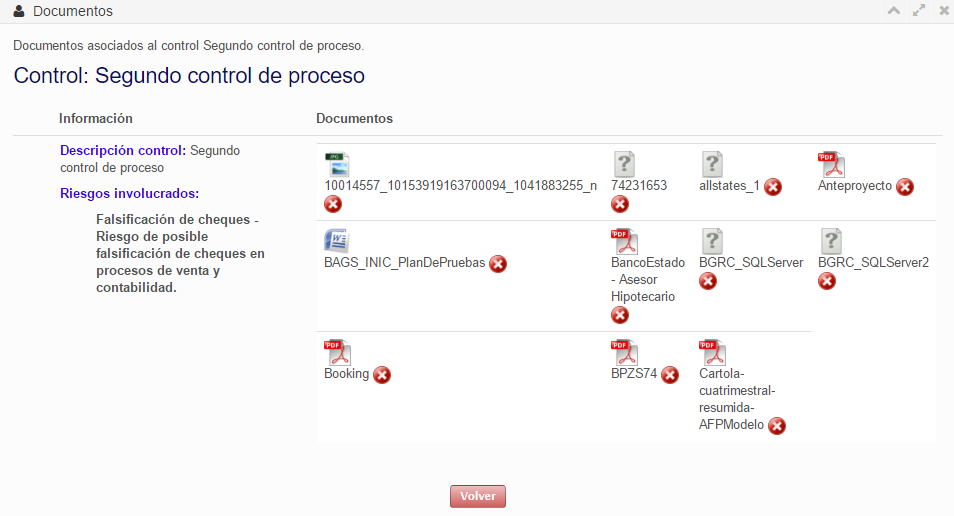 Documentos
Documentos asociados al control Segundo control de proceso.
Control: Segundo control de proceso
Información
Documentos
Descripción control: Segundo
control de proceso
Riesgos involucrados:
Falsificación de cheques -
Riesgo de posible
falsificación de cheques en
procesos de venta y
contabilidad.
JPG
10014557_10153919163700094_1041883255_n
?
74231653
?
allstates_1
PDF
Anteproyecto
W
BAGS_INIC_PlanDePruebas
PDF
BancoEstado
- Asesor
Hipotecario
?
BGRC_SQLServer
?
BGRC_SQLServer2
PDF
Booking
PDF
BPZS74
PDF
Cartola-
cuatrimestral-
resumida-
AFPModelo
Volver